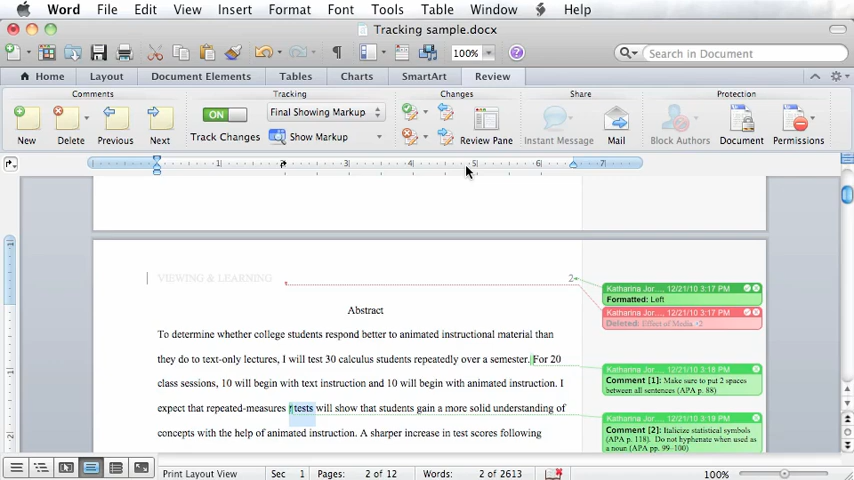 Word File Edit View Insert Format Font Tools Table Window Help
Tracking sample.docx
100% Search in Document
Home Layout Document Elements Tables Charts SmartArt Review
Comments Tracking Changes Share Protection
ON Final Showing Markup
New Delete Previous Next Track Changes Show Markup Review Pane Instant Message Mail Block Authors Document Permissions
1 2 3 4 5 6 7
VIEWING & LEARNING 2
Katharina Jor..., 12/21/10 3:17 PM
Formatted: Left
Katharina Jor..., 12/21/10 3:17 PM
Deleted: Effect of Media
Abstract
To determine whether college students respond better to animated instructional material than
they do to text-only lectures, I will test 30 calculus students repeatedly over a semester. For 20
Katharina Jor..., 12/21/10 3:18 PM
Comment [1]: Make sure to put 2 spaces
between all sentences (APA p. 88)
class sessions, 10 will begin with text instruction and 10 will begin with animated instruction. I
expect that repeated-measures t tests will show that students gain a more solid understanding of
Katharina Jor..., 12/21/10 3:19 PM
Comment [2]: Italicize statistical symbols
(APA p. 118). Do not hyphenate when used as
a noun (APA pp. 99–100)
concepts with the help of animated instruction. A sharper increase in test scores following
Print Layout View Sec 1 Pages: 2 of 12 Words: 2 of 2613 100%